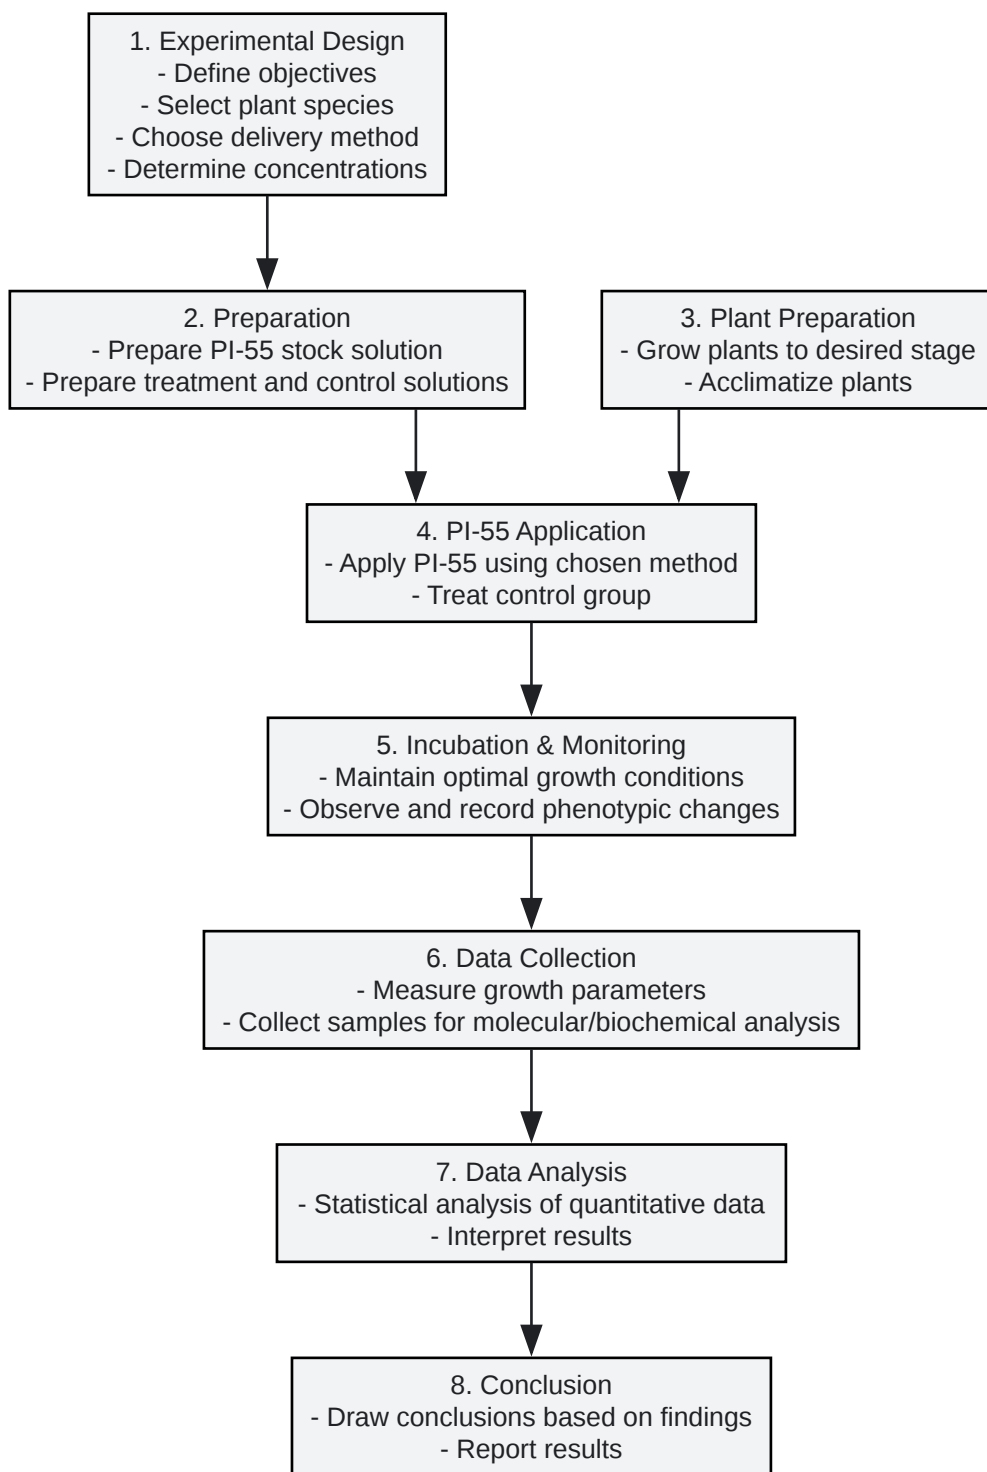 1. Experimental Design
- Define objectives
- Select plant species
- Choose delivery method
- Determine concentrations
2. Preparation
- Prepare PI-55 stock solution
- Prepare treatment and control solutions
3. Plant Preparation
- Grow plants to desired stage
- Acclimatize plants
4. PI-55 Application
- Apply PI-55 using chosen method
- Treat control group
5. Incubation & Monitoring
- Maintain optimal growth conditions
- Observe and record phenotypic changes
6. Data Collection
- Measure growth parameters
- Collect samples for molecular/biochemical analysis
7. Data Analysis
- Statistical analysis of quantitative data
- Interpret results
8. Conclusion
- Draw conclusions based on findings
- Report results